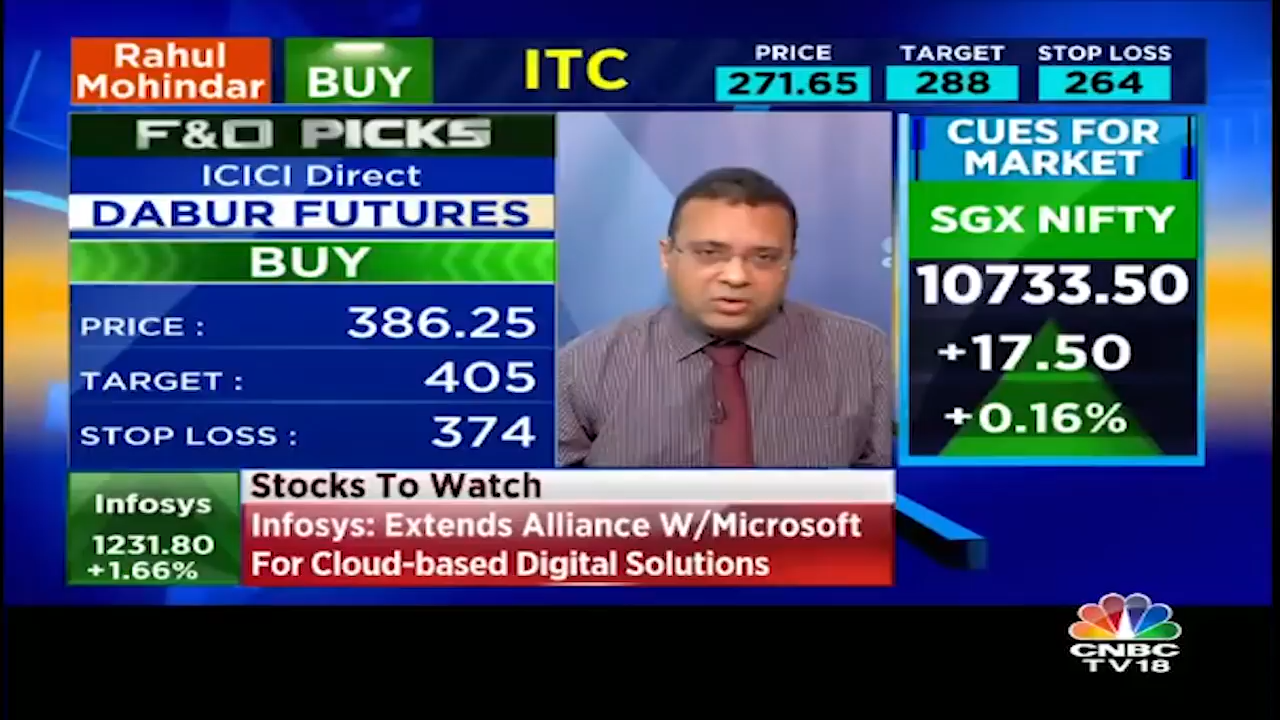 Rahul
Mohindar
BUY
ITC
PRICE
271.65
TARGET
288
STOP LOSS
264
F&O PICKS
ICICI Direct
DABUR FUTURES
BUY
PRICE : 386.25
TARGET : 405
STOP LOSS : 374
CUES FOR
MARKET
SGX NIFTY
10733.50
+17.50
+0.16%
Infosys
1231.80
+1.66%
Stocks To Watch
Infosys: Extends Alliance W/Microsoft
For Cloud-based Digital Solutions
CNBC
TV18